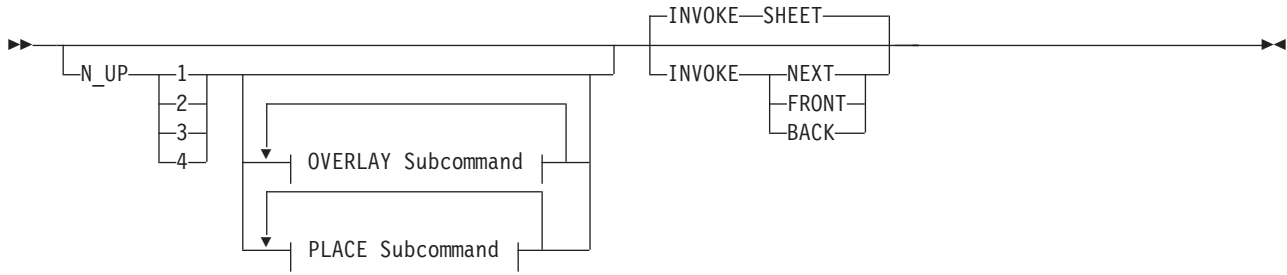 INVOKE SHEET
N_UP 1 INVOKE NEXT
2 FRONT
3 BACK
4 OVERLAY Subcommand
PLACE Subcommand